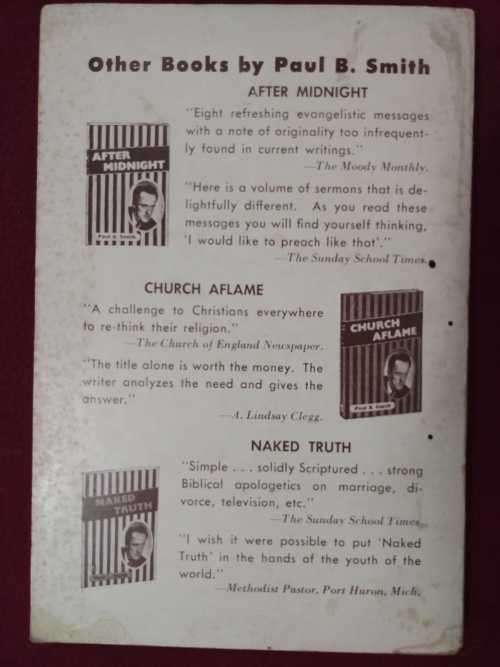 Other Books by Paul B. Smith
AFTER MIDNIGHT
"Eight refreshing evangelistic messages
with a note of originality too infrequent-
ly found in current writings."
—The Moody Monthly.
"Here is a volume of sermons that is de-
lightfully different. As you read these
messages you will find yourself thinking,
'I would like to preach like that'."
—The Sunday School Times.
AFTER
MIDNIGHT
Paul B. Smith
CHURCH AFLAME
"A challenge to Christians everywhere
to re-think their religion."
—The Church of England Newspaper.
"The title alone is worth the money. The
writer analyzes the need and gives the
answer."
—A. Lindsay Clegg.
CHURCH
AFLAME
Paul B. Smith
NAKED TRUTH
"Simple . . . solidly Scriptured . . . strong
Biblical apologetics on marriage, di-
vorce, television, etc."
—The Sunday School Times.
"I wish it were possible to put 'Naked
Truth' in the hands of the youth of the
world."
—Methodist Pastor, Port Huron, Mich.
NAKED
TRUTH